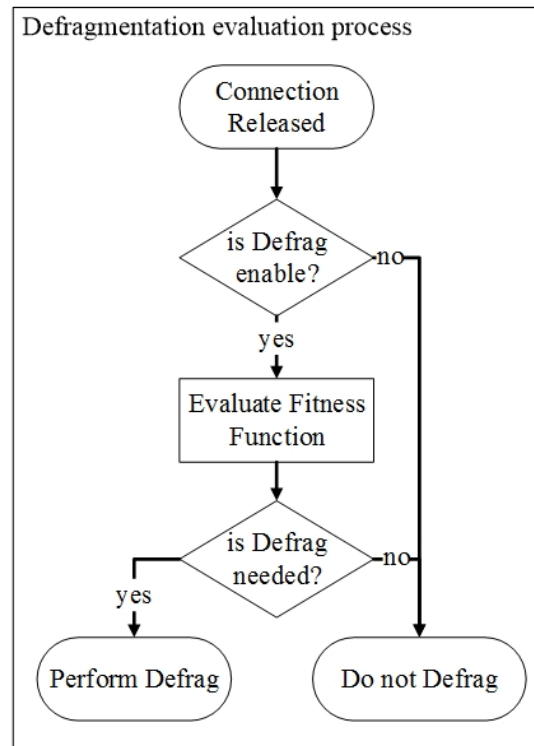 Defragmentation evaluation process
Connection
Released
is Defrag
enable?
no
yes
Evaluate Fitness
Function
is Defrag
needed?
no
yes
Perform Defrag
Do not Defrag